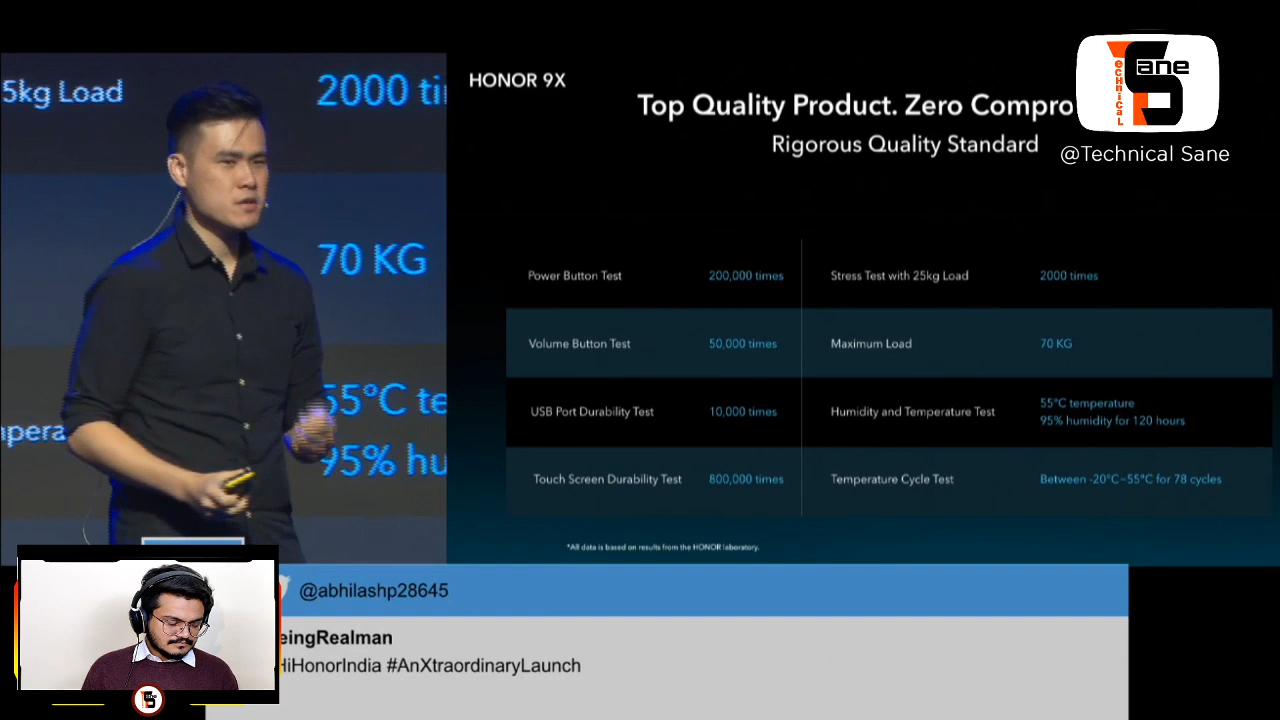 5kg Load
2000 ti
70 KG
55°C te
95% hu
HONOR 9X
Top Quality Product. Zero Compro
Rigorous Quality Standard
TecHnicaL
Sane
@Technical Sane
Power Button Test 200,000 times Stress Test with 25kg Load 2000 times
Volume Button Test 50,000 times Maximum Load 70 KG
USB Port Durability Test 10,000 times Humidity and Temperature Test 55°C temperature
95% humidity for 120 hours
Touch Screen Durability Test 800,000 times Temperature Cycle Test Between -20°C~55°C for 78 cycles
*All data is based on results from the HONOR laboratory.
@abhilashp28645
eingRealman
HiHonorIndia #AnXtraordinaryLaunch